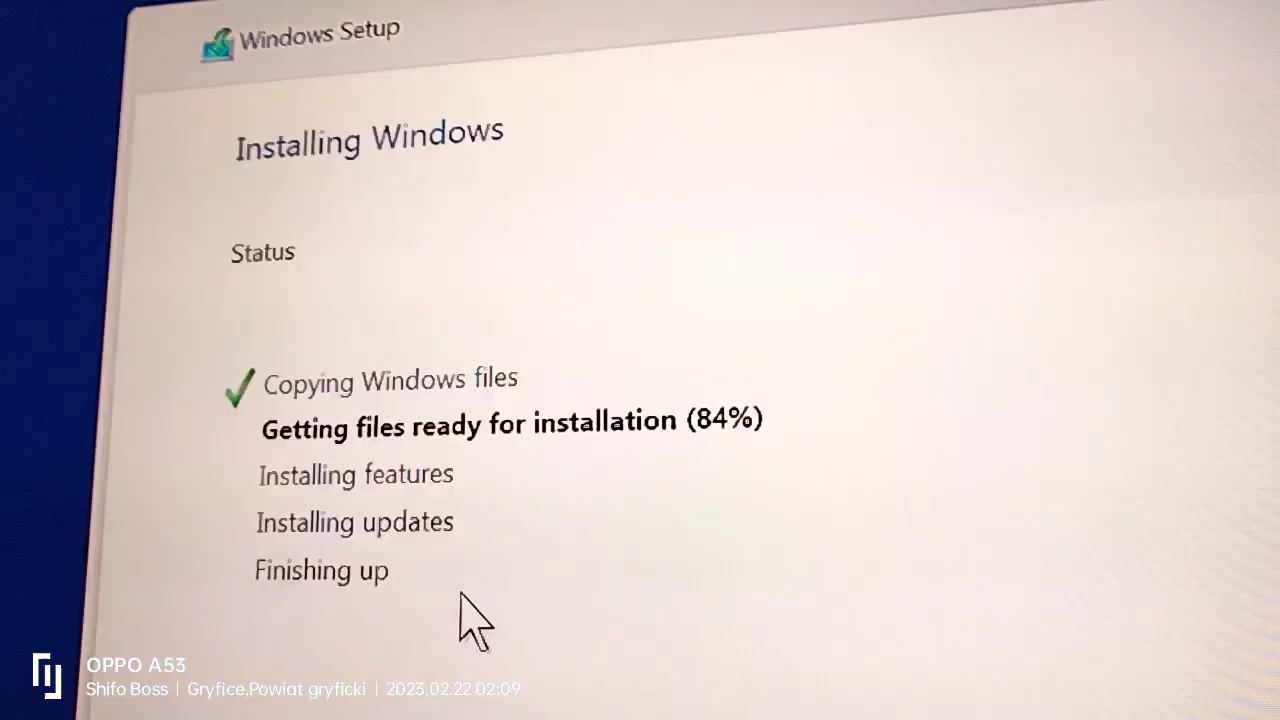 Windows Setup
Installing Windows
Status
Copying Windows files
Getting files ready for installation (84%)
Installing features
Installing updates
Finishing up
OPPO A53
Shifo Boss | Gryfice,Powiat gryficki | 2023.02.22 02:09